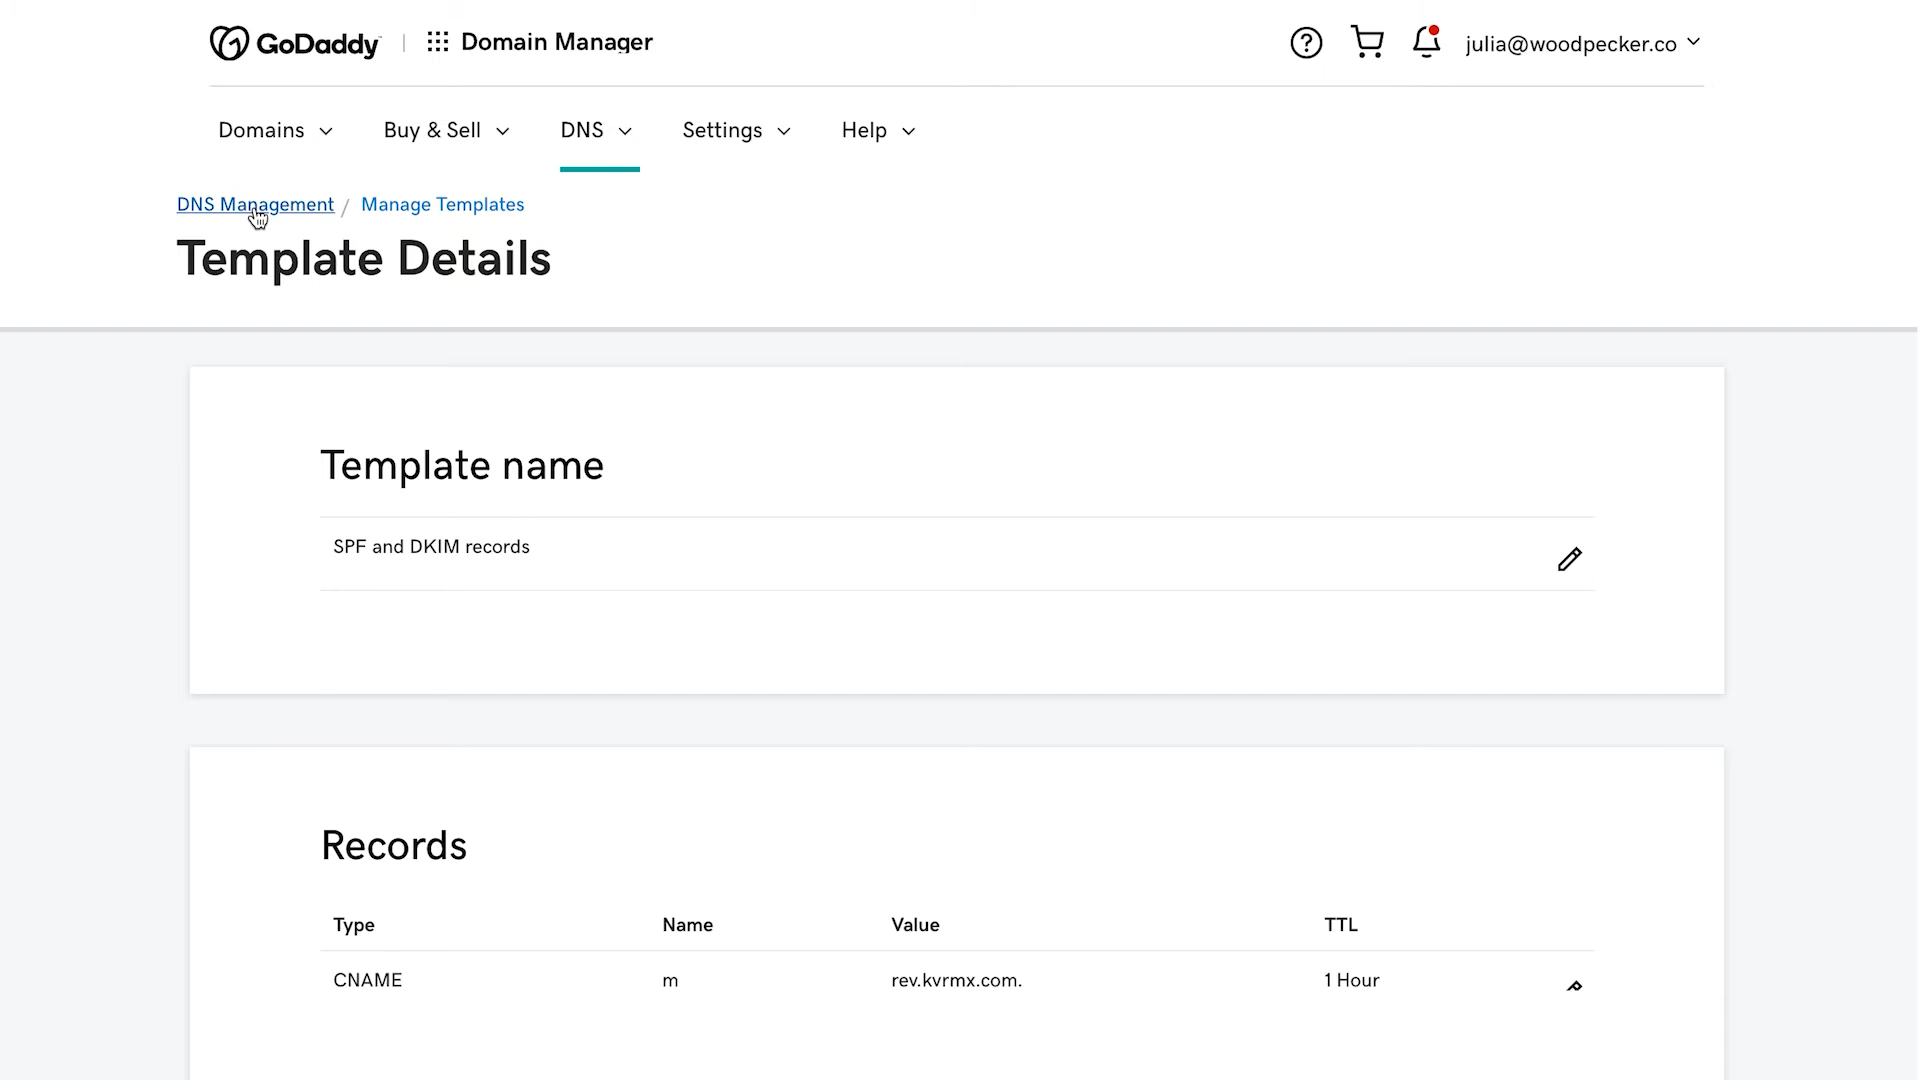 GoDaddy | Domain Manager julia@woodpecker.co
Domains Buy & Sell DNS Settings Help
DNS Management / Manage Templates
Template Details
Template name
SPF and DKIM records
Records
Type Name Value TTL
CNAME m rev.kvrmx.com. 1 Hour